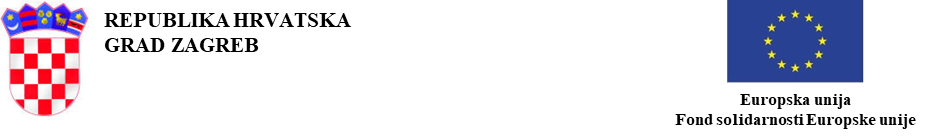 REPUBLIKA HRVATSKA
GRAD ZAGREB
Europska unija
Fond solidarnosti Europske unije